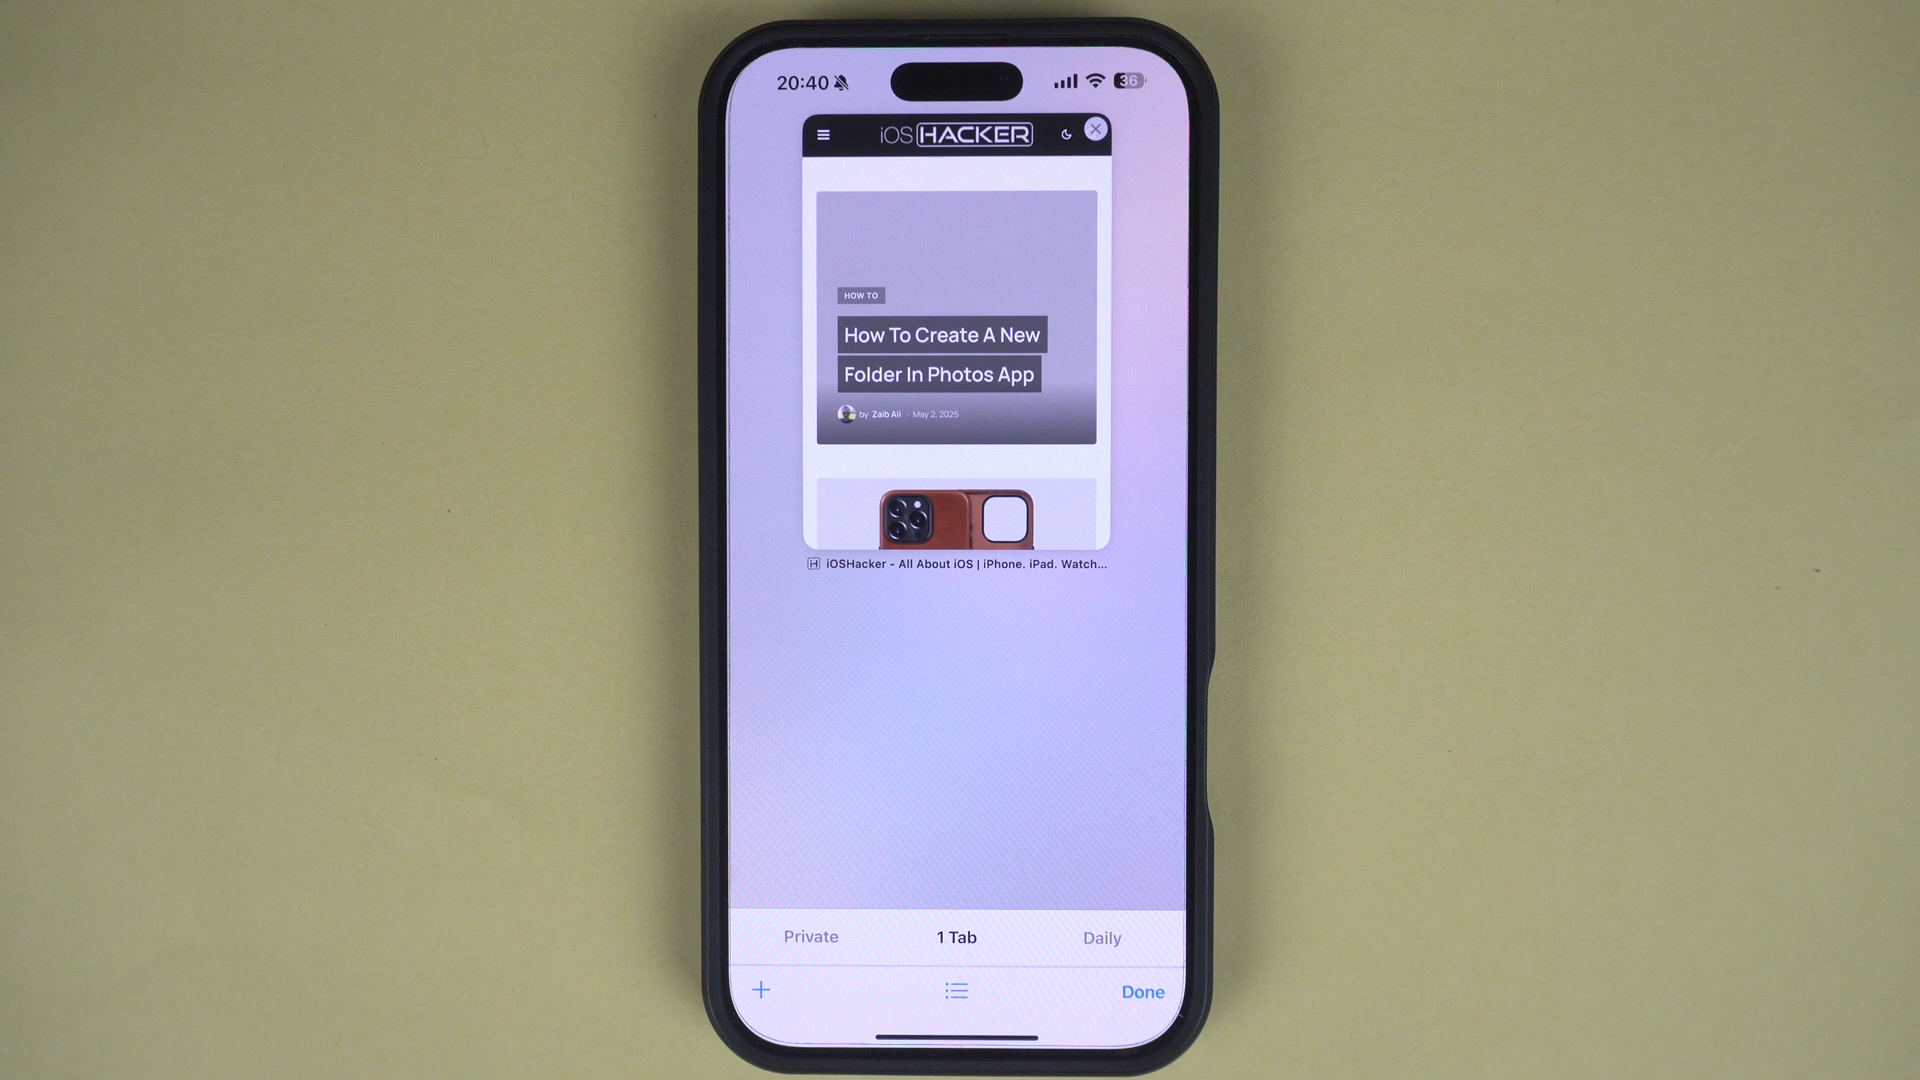 20:40
36
iOS HACKER
HOW TO
How To Create A New
Folder In Photos App
by Zaib Ali - May 2, 2025
iOSHacker - All About iOS | iPhone. iPad. Watch...
Private
1 Tab
Daily
Done